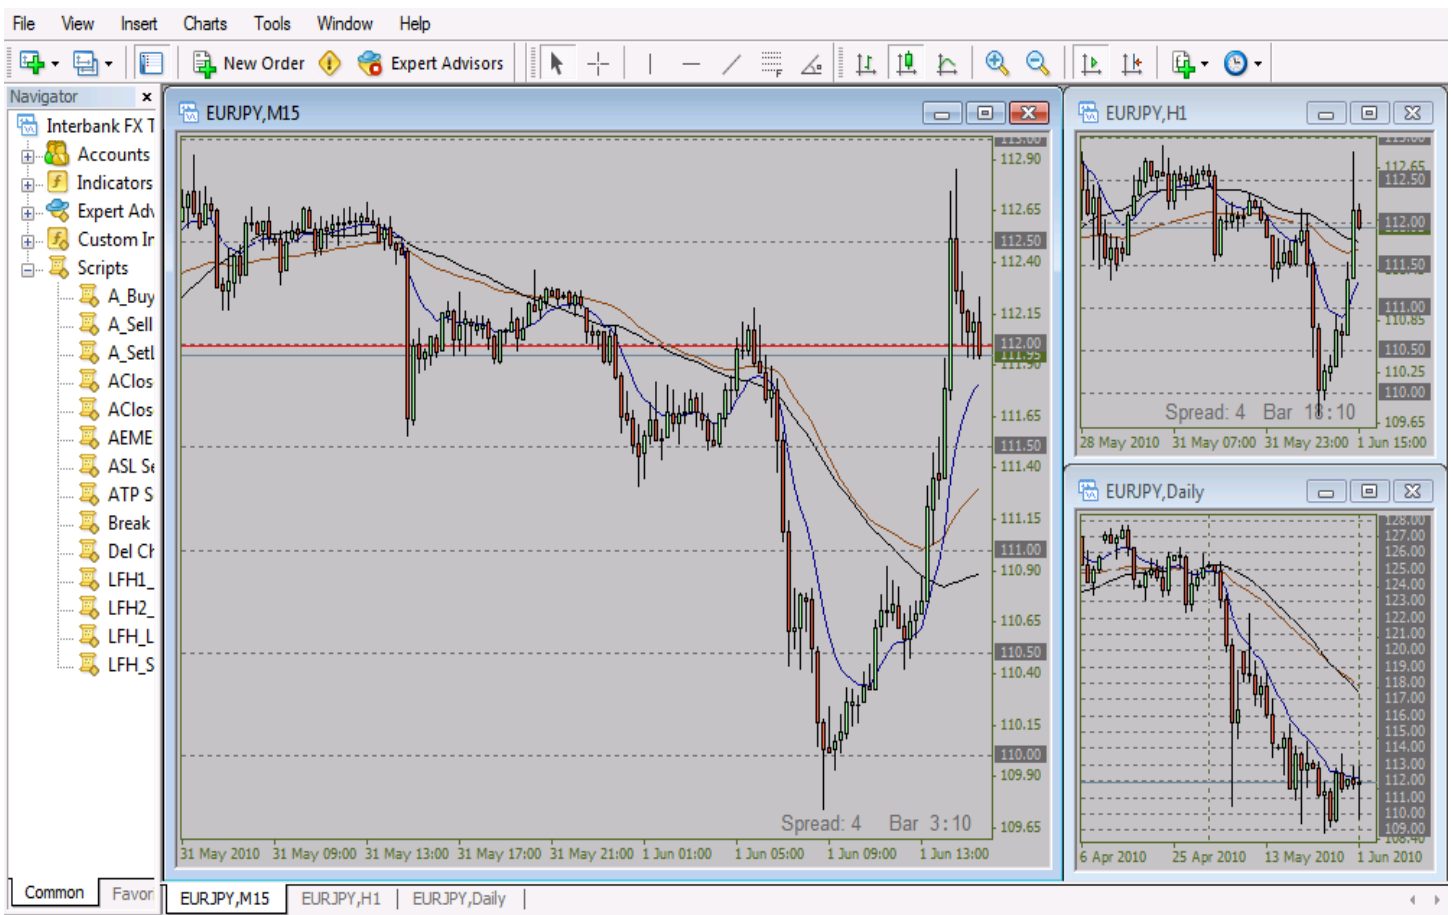 File View Insert Charts Tools Window Help
New Order Expert Advisors
Navigator x
Interbank FX T
Accounts
Indicators
Expert Adv
Custom Ir
Scripts
A_Buy
A_Sell
A_Setl
AClos
AClos
AEME
ASL Se
ATP S
Break
Del Ch
LFH1_
LFH2_
LFH_L
LFH_S
Common Favor
EURJPY,M15
113.00
112.90
112.65
112.50
112.40
112.15
112.00
111.95
111.90
111.65
111.50
111.40
111.15
111.00
110.90
110.65
110.50
110.40
110.15
110.00
109.90
109.65
Spread: 4 Bar 3:10
31 May 2010 31 May 09:00 31 May 13:00 31 May 17:00 31 May 21:00 1 Jun 01:00 1 Jun 05:00 1 Jun 09:00 1 Jun 13:00
EURJPY,H1
113.00
112.65
112.50
112.00
111.50
111.00
110.85
110.50
110.25
110.00
109.65
Spread: 4 Bar 18:10
28 May 2010 31 May 07:00 31 May 23:00 1 Jun 15:00
EURJPY,Daily
128.00
127.00
126.00
125.00
124.00
123.00
122.00
121.00
120.00
119.00
118.00
117.00
116.00
115.00
114.00
113.00
112.00
111.00
110.00
109.00
108.40
6 Apr 2010 25 Apr 2010 13 May 2010 1 Jun 2010
EURJPY,M15 EURJPY,H1 EURJPY,Daily